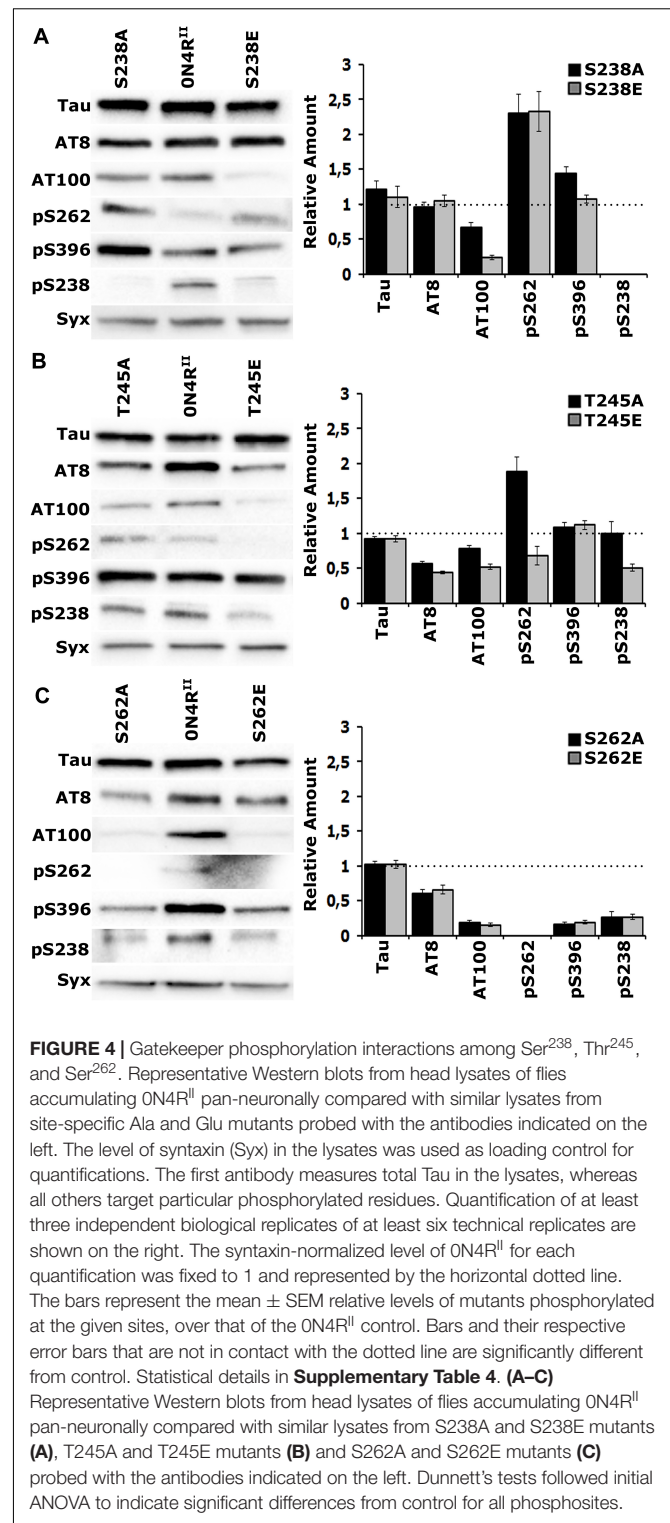 A
S238A
0N4R^II
S238E
Tau
AT8
AT100
pS262
pS396
pS238
Syx
Relative Amount
3
2,5
2
1,5
1
0,5
0
S238A
S238E
Tau
AT8
AT100
pS262
pS396
pS238
B
T245A
0N4R^II
T245E
Tau
AT8
AT100
pS262
pS396
pS238
Syx
Relative Amount
3
2,5
2
1,5
1
0,5
0
T245A
T245E
Tau
AT8
AT100
pS262
pS396
pS238
C
S262A
0N4R^II
S262E
Tau
AT8
AT100
pS262
pS396
pS238
Syx
Relative Amount
3
2,5
2
1,5
1
0,5
0
S262A
S262E
Tau
AT8
AT100
pS262
pS396
pS238
FIGURE 4 | Gatekeeper phosphorylation interactions among Ser^238, Thr^245,
and Ser^262. Representative Western blots from head lysates of flies
accumulating 0N4R^II pan-neuronally compared with similar lysates from
site-specific Ala and Glu mutants probed with the antibodies indicated on the
left. The level of syntaxin (Syx) in the lysates was used as loading control for
quantifications. The first antibody measures total Tau in the lysates, whereas
all others target particular phosphorylated residues. Quantification of at least
three independent biological replicates of at least six technical replicates are
shown on the right. The syntaxin-normalized level of 0N4R^II for each
quantification was fixed to 1 and represented by the horizontal dotted line.
The bars represent the mean ± SEM relative levels of mutants phosphorylated
at the given sites, over that of the 0N4R^II control. Bars and their respective
error bars that are not in contact with the dotted line are significantly different
from control. Statistical details in Supplementary Table 4. (A–C)
Representative Western blots from head lysates of flies accumulating 0N4R^II
pan-neuronally compared with similar lysates from S238A and S238E mutants
(A), T245A and T245E mutants (B) and S262A and S262E mutants (C)
probed with the antibodies indicated on the left. Dunnett's tests followed initial
ANOVA to indicate significant differences from control for all phosphosites.